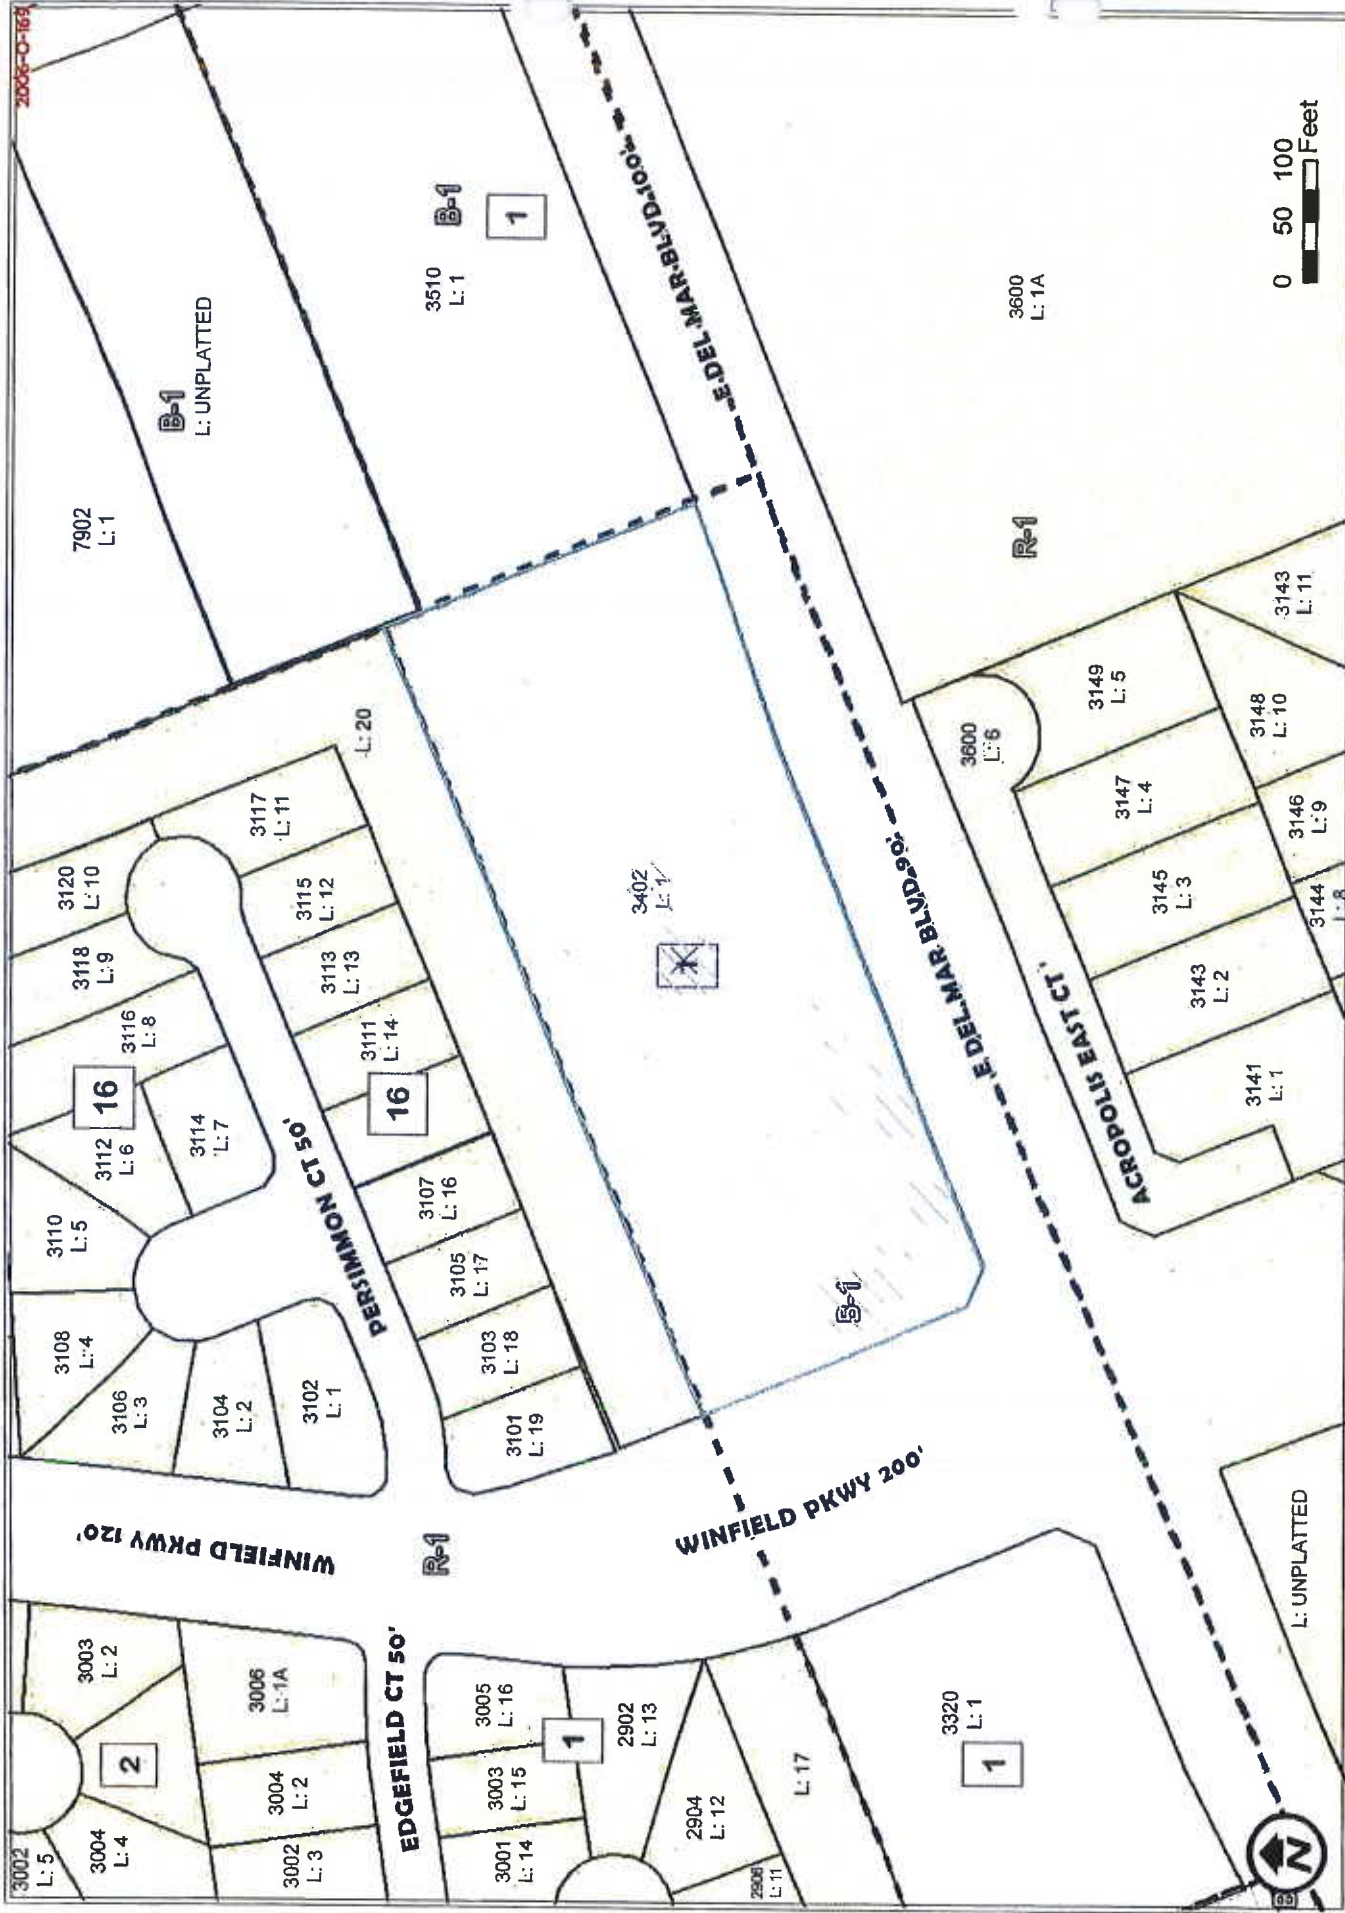 2006-O-169
7902
L: 1
B-1
L: UNPLATTED
3510
L: 1
B-1
1
E. DEL MAR BLVD. 100'
3600
L: 1A
0 50 100
Feet
R-1
3143
L: 11
3149
L: 5
3148
L: 10
3600
L: 6
3147
L: 4
3146
L: 9
3145
L: 3
3144
L: 8
3143
L: 2
3141
L: 1
ACROPOLIS EAST CT
E. DEL MAR BLVD. 90'
L: 20
3402
L: 1
B-1
3117
L: 11
3120
L: 10
3115
L: 12
3118
L: 9
3113
L: 13
3116
L: 8
3111
L: 14
16
16
3112
L: 6
3114
L: 7
3107
L: 16
3110
L: 5
PERSIMMON CT 50'
3105
L: 17
3108
L: 4
3103
L: 18
3106
L: 3
3104
L: 2
3102
L: 1
3101
L: 19
WINFIELD PKWY 120'
R-1
WINFIELD PKWY 200'
L: UNPLATTED
3003
L: 2
3006
L: 1A
EDGEFIELD CT 50'
3005
L: 16
2
1
2902
L: 13
3004
L: 2
3003
L: 15
3004
L: 4
3002
L: 5
3002
L: 3
3001
L: 14
2904
L: 12
L: 17
2906
L: 11
3320
L: 1
1
N
B